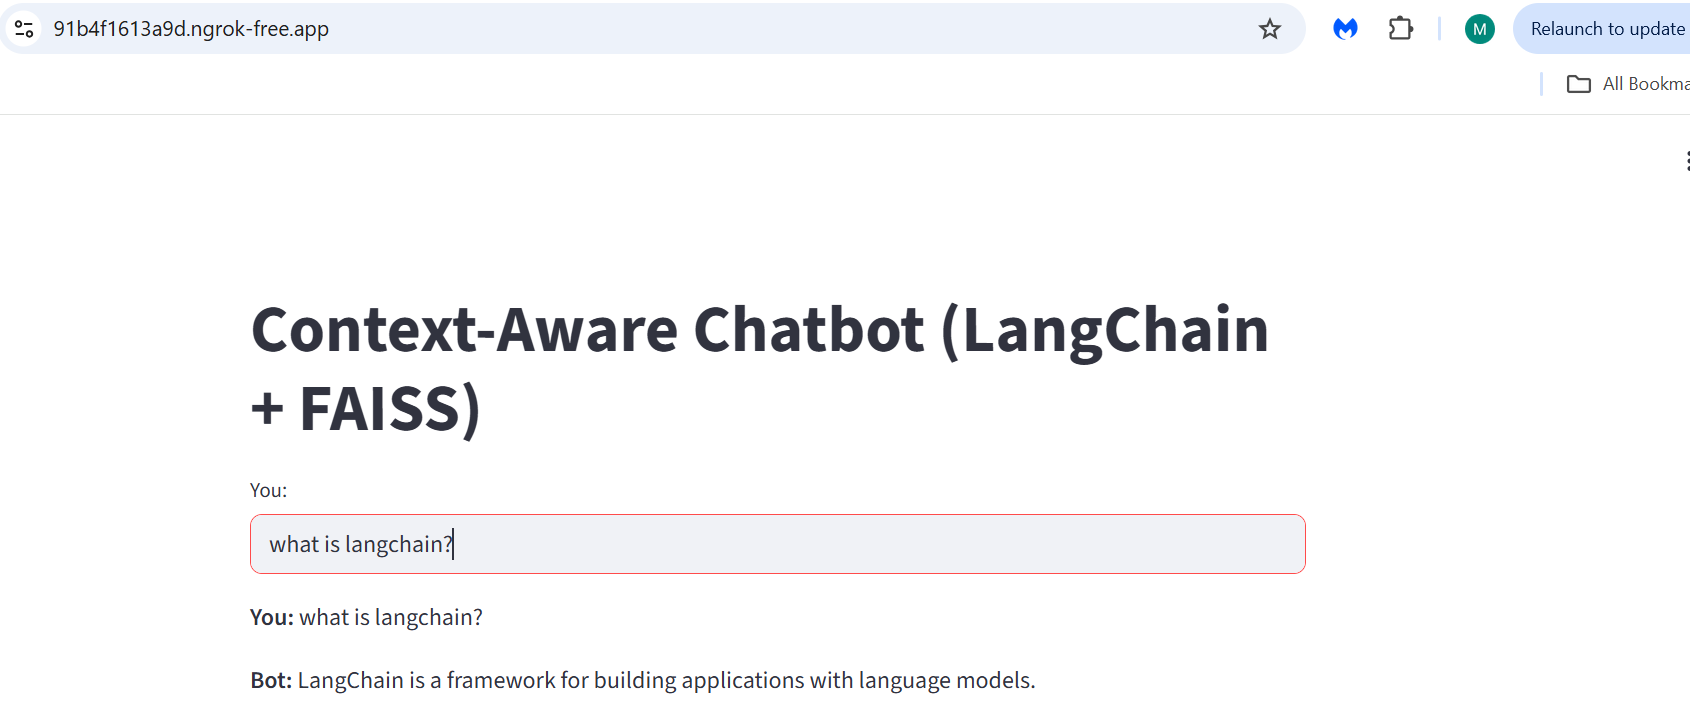 91b4f1613a9d.ngrok-free.app
M
Relaunch to update
All Bookma
Context-Aware Chatbot (LangChain
+ FAISS)
You:
what is langchain?
You: what is langchain?
Bot: LangChain is a framework for building applications with language models.